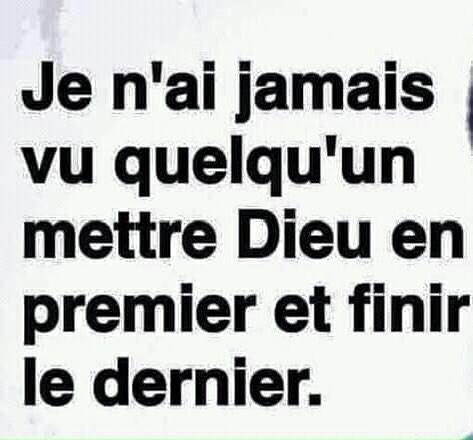 Je n'ai jamais
vu quelqu'un
mettre Dieu en
premier et finir
le dernier.